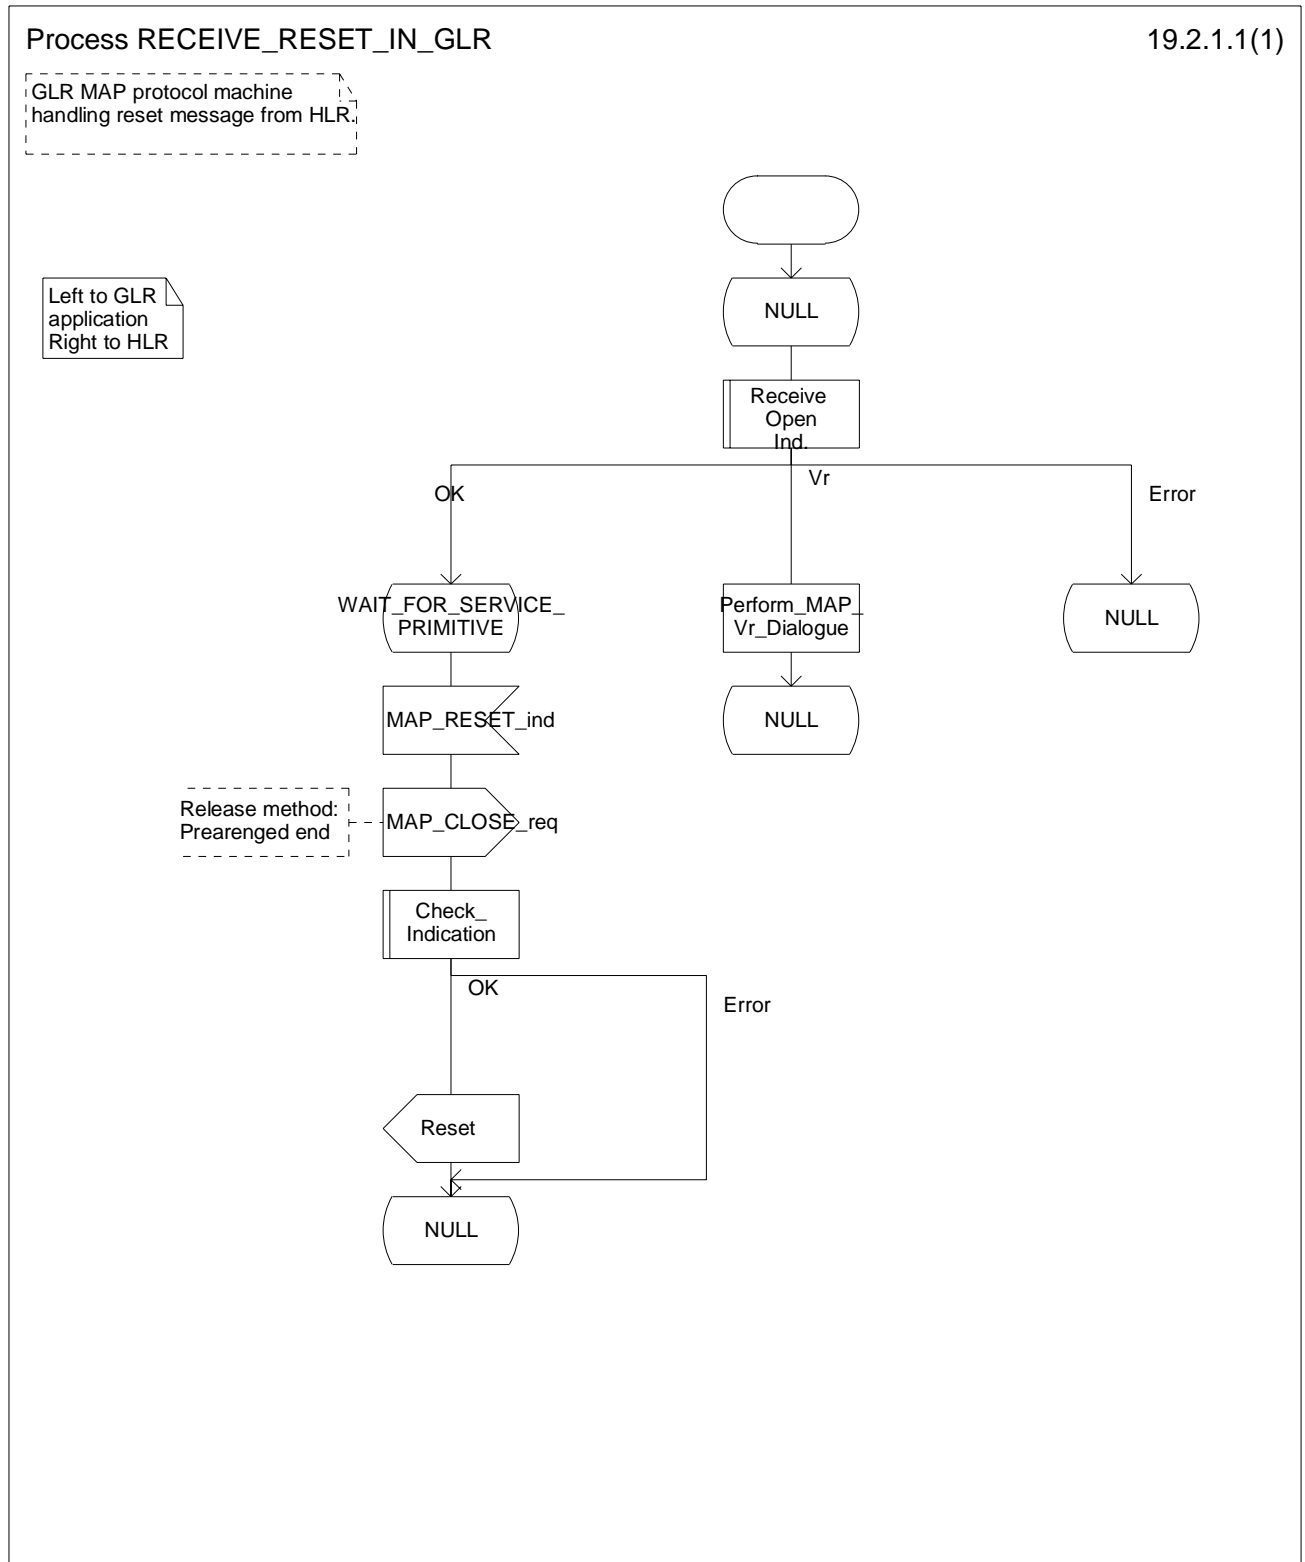 Process RECEIVE_RESET_IN_GLR
19.2.1.1(1)
GLR MAP protocol machine
handling reset message from HLR.
Left to GLR
application
Right to HLR
NULL
Receive
Open
Ind.
OK
Vr
Error
WAIT_FOR_SERVICE_
PRIMITIVE
Perform_MAP_
Vr_Dialogue
NULL
MAP_RESET_ind
NULL
Release method:
Prearenged end
MAP_CLOSE_req
Check_
Indication
OK
Error
Reset
NULL